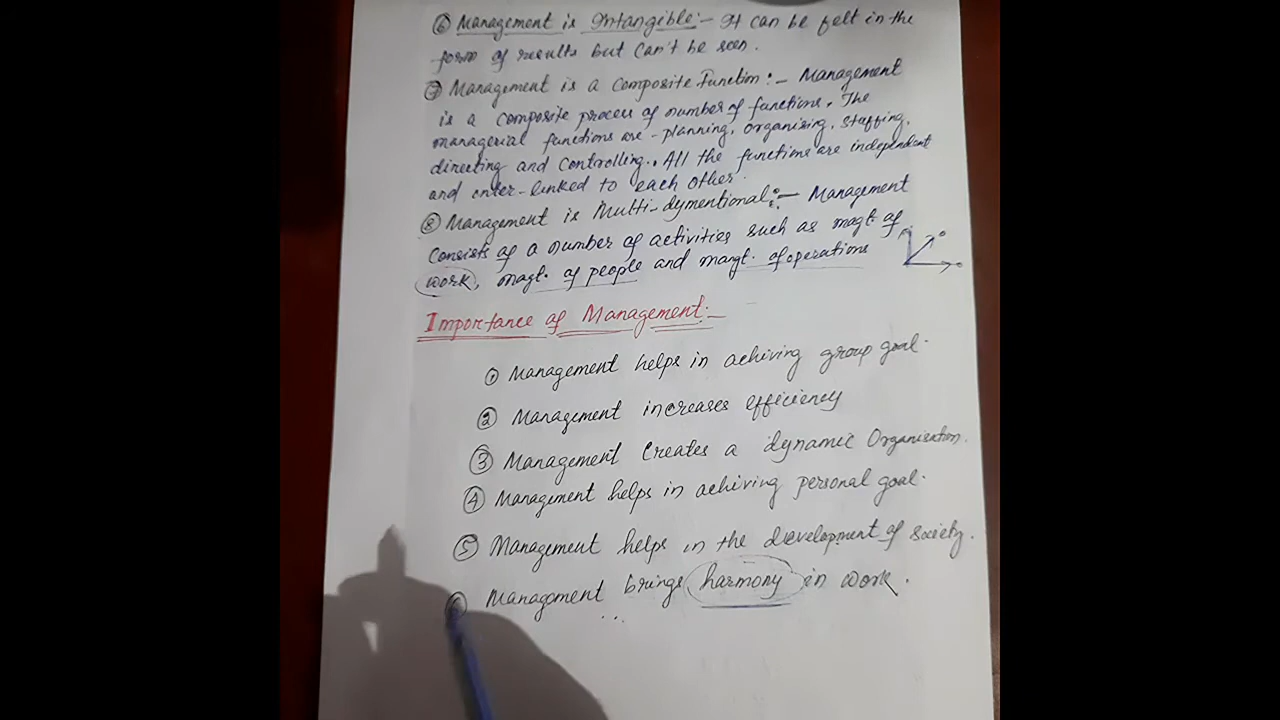 ⑥ Management is Intangible:- It can be felt in the
form of results but can't be seen.
⑦ Management is a Composite Function:- Management
is a composite process of number of functions. The
managerial functions are - planning, organising, staffing,
directing and controlling. All the functions are independent
and inter-linked to each other.
⑧ Management is Multi-dymentional:- Management
consists of a number of activities such as magt. of
work, magt. of people and mangt. of operations
Importance of Management:-
① Management helps in achiving group goal.
② Management increases efficiency
③ Management creates a dynamic Organisation.
④ Management helps in achiving personal goal.
⑤ Management helps in the development of society.
⑥ Management brings harmony in work.
...